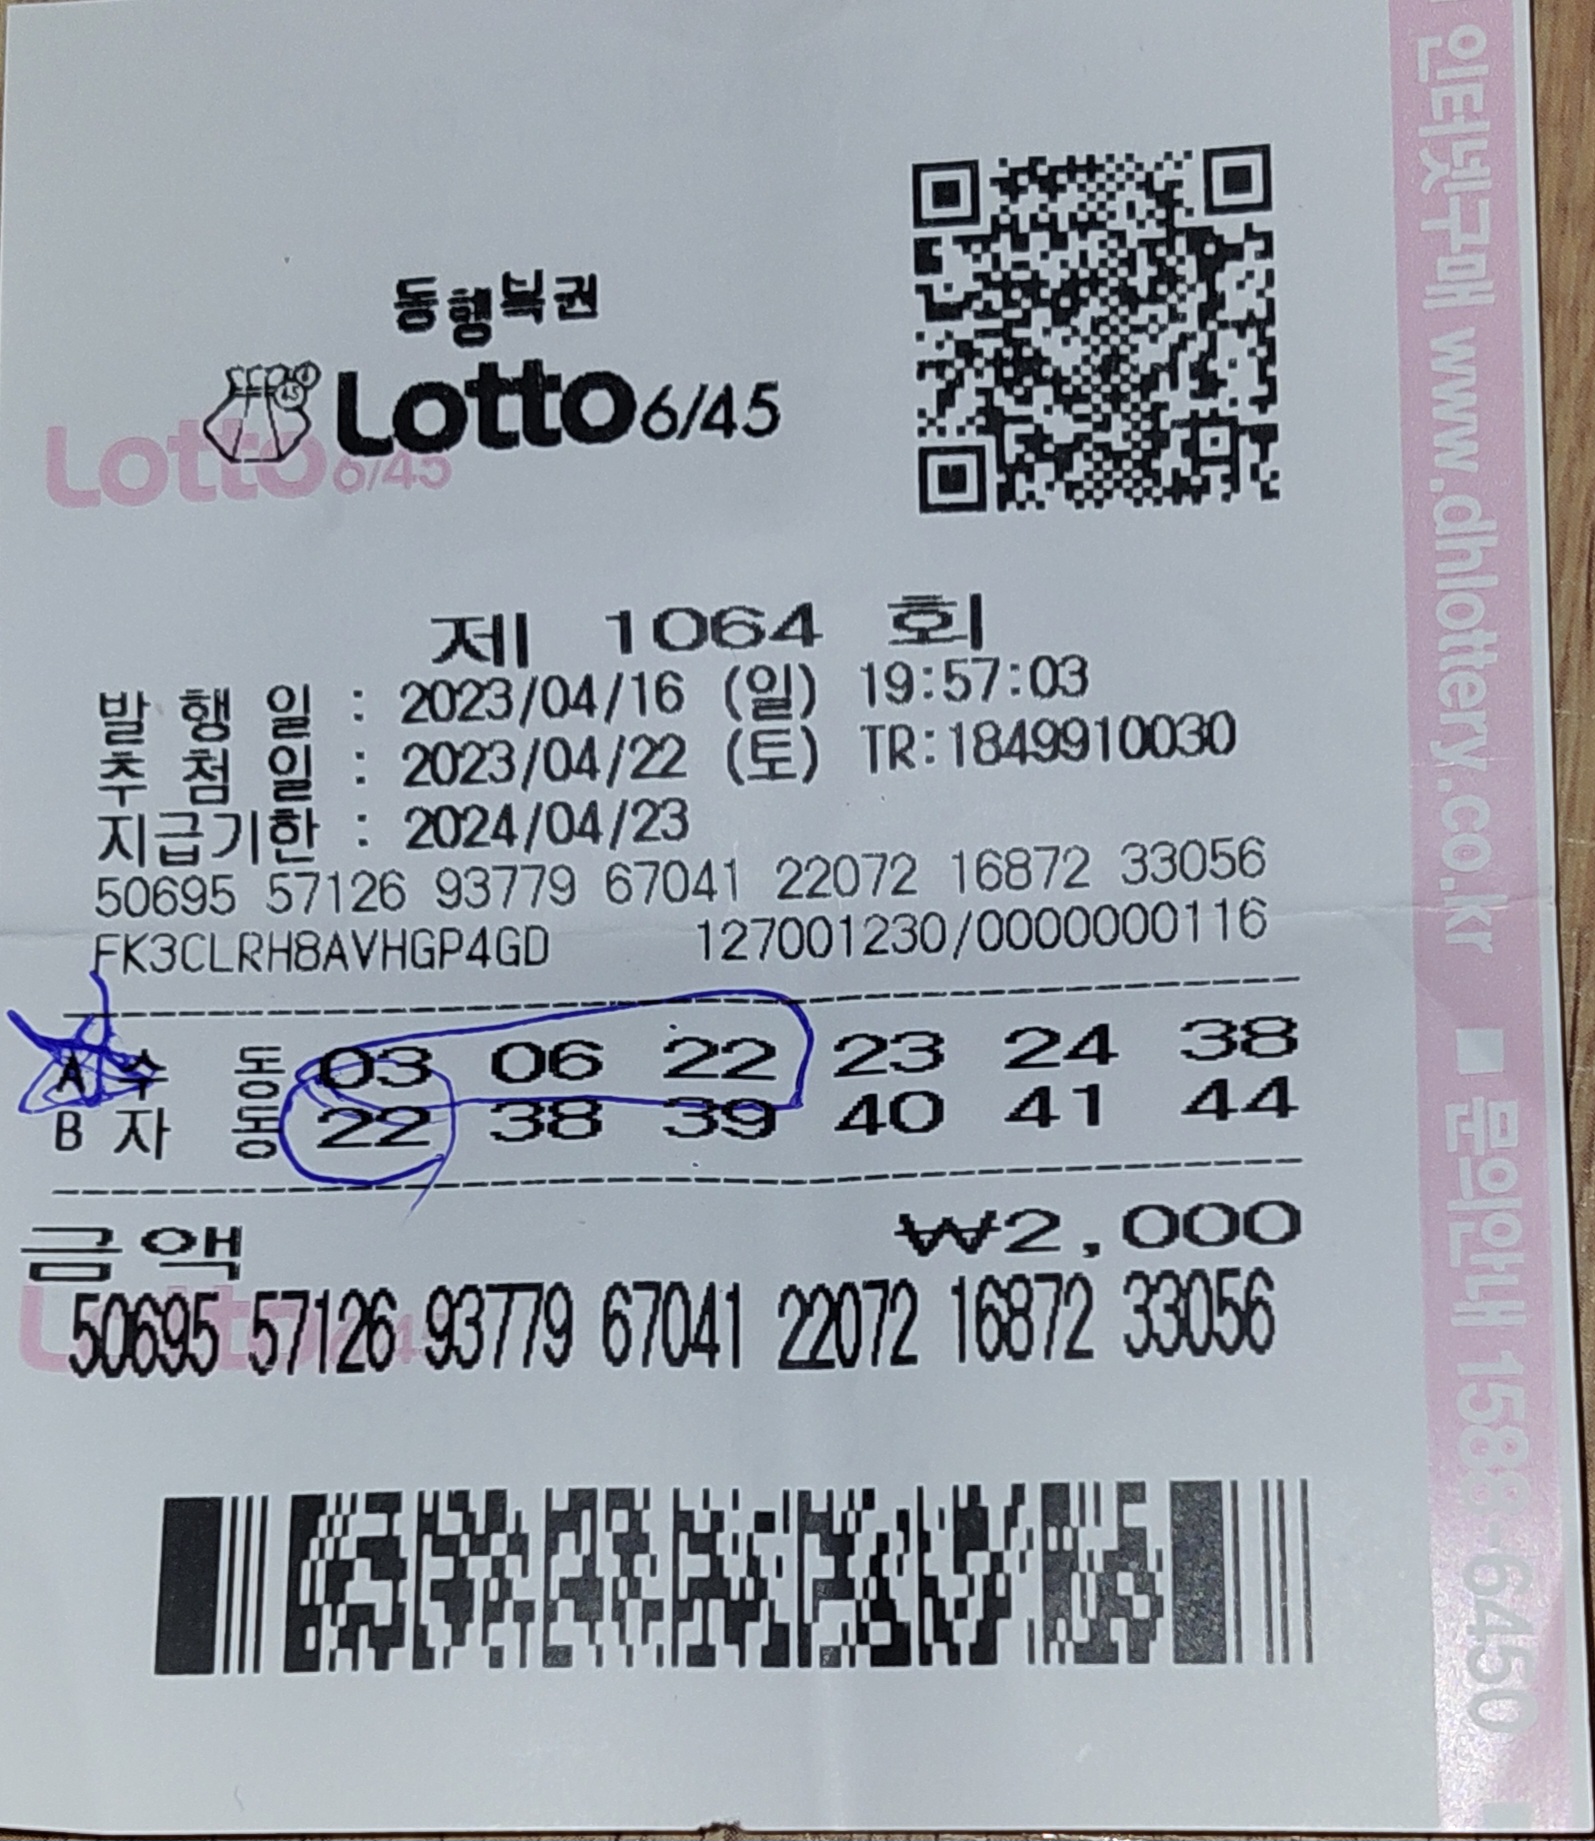 동행복권
Lotto 6/45
Lotto 6/45
제 1064 회
발 행 일 : 2023/04/16 (일) 19:57:03
추 첨 일 : 2023/04/22 (토) TR:1849910030
지급기한 : 2024/04/23
50695 57126 93779 67041 22072 16872 33056
FK3CLRH8AVHGP4GD 127001230/0000000116
A 수 동 03 06 22 23 24 38
B 자 동 22 38 39 40 41 44
금액 ₩2,000
50695 57126 93779 67041 22072 16872 33056
인터넷구매 www.dhlottery.co.kr ■ 문의안내 1588-6450